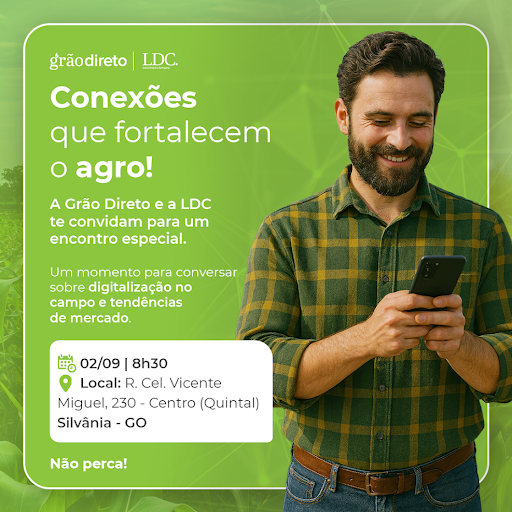 grãodireto | LDC.
Conexões
que fortalecem
o agro!
A Grão Direto e a LDC
te convidam para um
encontro especial.
Um momento para conversar
sobre digitalização no
campo e tendências
de mercado.
02/09 | 8h30
Local: R. Cel. Vicente
Miguel, 230 - Centro (Quintal)
Silvânia - GO
Não perca!